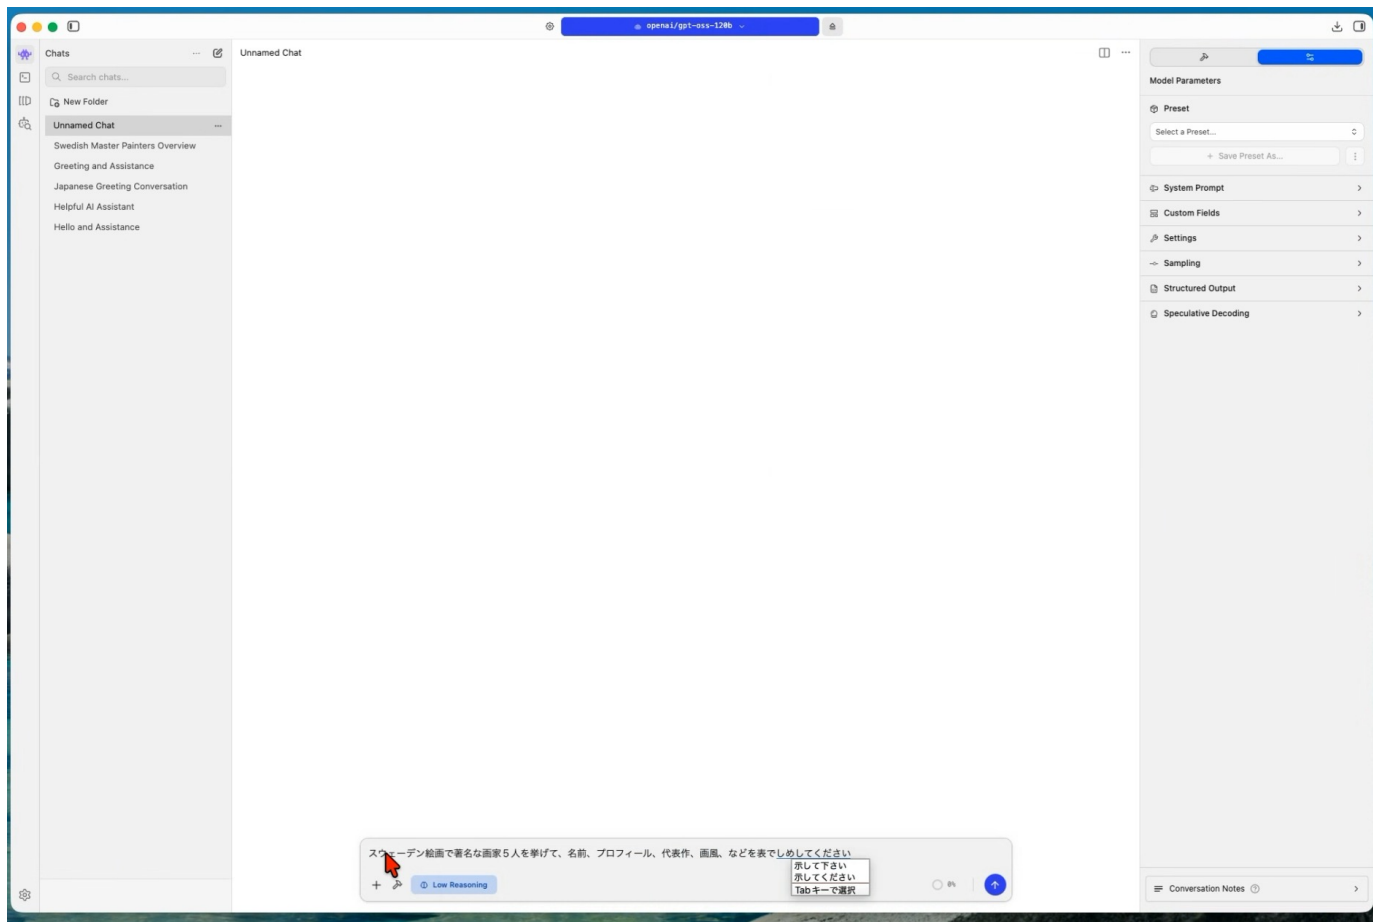 openai/gpt-oss-120b
Chats
Unnamed Chat
Search chats...
New Folder
Unnamed Chat
Swedish Master Painters Overview
Greeting and Assistance
Japanese Greeting Conversation
Helpful AI Assistant
Hello and Assistance
Model Parameters
Preset
Select a Preset...
+ Save Preset As...
System Prompt
Custom Fields
Settings
Sampling
Structured Output
Speculative Decoding
スウェーデン絵画で著名な画家５人を挙げて、名前、プロフィール、代表作、画風、などを表でしめしてください
示して下さい
示してください
Tabキーで選択
Low Reasoning
0%
Conversation Notes